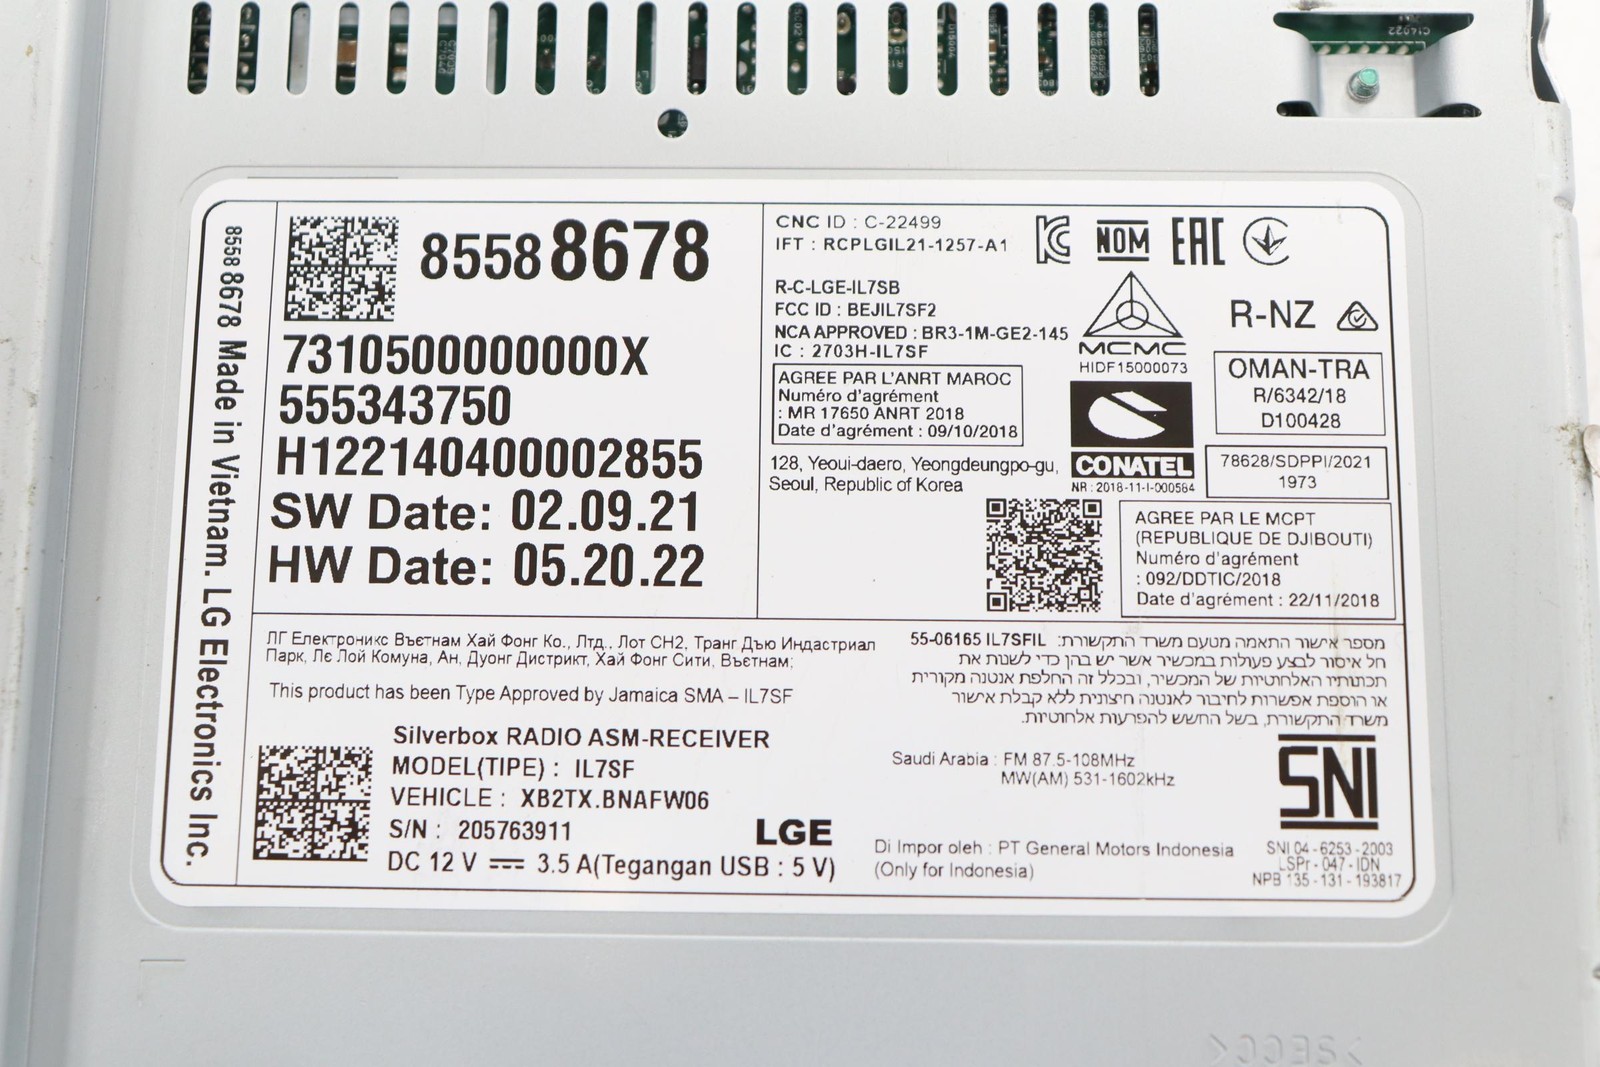 8558 8678 Made in Vietnam. LG Electronics Inc.
8558 8678
7310500000000X
555343750
H122140400002855
SW Date: 02.09.21
HW Date: 05.20.22
CNC ID : C-22499
IFT : RCPLGIL21-1257-A1
R-C-LGE-IL7SB
FCC ID : BEJIL7SF2
NCA APPROVED : BR3-1M-GE2-145
IC : 2703H-IL7SF
AGREE PAR L'ANRT MAROC
Numéro d'agrément
: MR 17650 ANRT 2018
Date d'agrément : 09/10/2018
128, Yeoui-daero, Yeongdeungpo-gu,
Seoul, Republic of Korea
NOM
EAC
MCMC
HIDF15000073
R-NZ
OMAN-TRA
R/6342/18
D100428
CONATEL
NR : 2018-11-I-000584
78628/SDPPI/2021
1973
AGREE PAR LE MCPT
(REPUBLIQUE DE DJIBOUTI)
Numéro d'agrément
: 092/DDTIC/2018
Date d'agrément : 22/11/2018
ЛГ Електроникс Въетнам Хай Фонг Ко., Лтд., Лот СН2, Транг Дъю Индастриал
Парк, Ле Лой Комуна, Ан, Дуонг Дистрикт, Хай Фонг Сити, Въетнам;
This product has been Type Approved by Jamaica SMA – IL7SF
מספר אישור התאמה מטעם משרד התקשורת: 55-06165 IL7SFIL
חל איסור לבצע פעולות במכשיר אשר יש בהן כדי לשנות את
תכונותיו האלחוטיות של המכשיר, ובכלל זה החלפת אנטנה מקורית
או הוספת אפשרות לחיבור לאנטנה חיצונית ללא קבלת אישור
משרד התקשורת, בשל החשש להפרעות אלחוטיות.
Silverbox RADIO ASM-RECEIVER
MODEL(TIPE) : IL7SF
VEHICLE : XB2TX.BNAFW06
S/N : 205763911
DC 12 V ⎓ 3.5 A(Tegangan USB : 5 V)
LGE
Saudi Arabia : FM 87.5-108MHz
MW(AM) 531-1602kHz
Di Impor oleh : PT General Motors Indonesia
(Only for Indonesia)
SNI
SNI 04 - 6253 - 2003
LSPr - 047 - IDN
NPB 135 - 131 - 193817
>SECC<